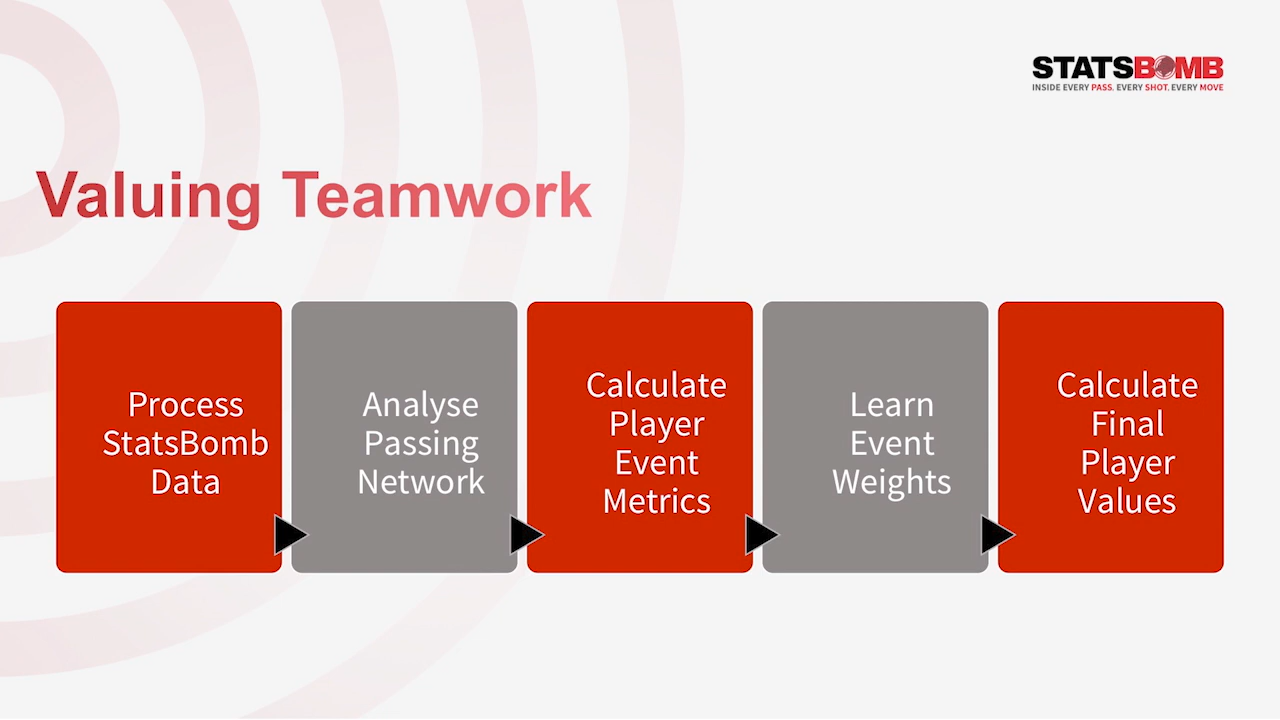 STATSBOMB
INSIDE EVERY PASS. EVERY SHOT. EVERY MOVE
Valuing Teamwork
Process
StatsBomb
Data
Analyse
Passing
Network
Calculate
Player
Event
Metrics
Learn
Event
Weights
Calculate
Final
Player
Values